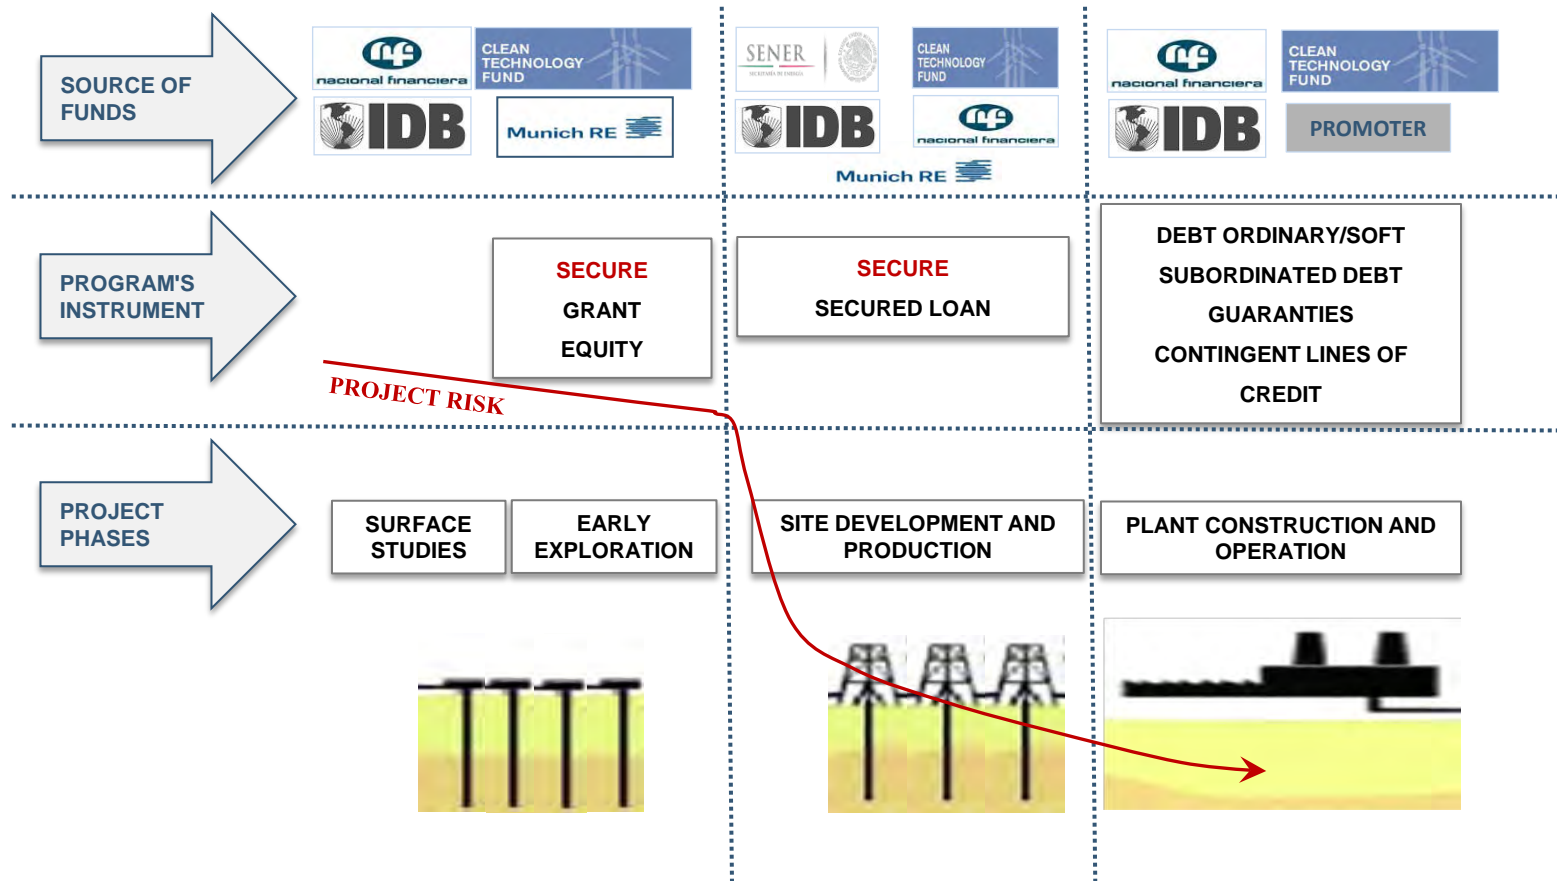 SOURCE OF
FUNDS
nacional financiera
CLEAN
TECHNOLOGY
FUND
IDB
Munich RE
SENER
SECRETARÍA DE ENERGÍA
CLEAN
TECHNOLOGY
FUND
IDB
nacional financiera
Munich RE
nacional financiera
CLEAN
TECHNOLOGY
FUND
IDB
PROMOTER
PROGRAM'S
INSTRUMENT
SECURE
GRANT
EQUITY
SECURE
SECURED LOAN
DEBT ORDINARY/SOFT
SUBORDINATED DEBT
GUARANTIES
CONTINGENT LINES OF
CREDIT
PROJECT RISK
PROJECT
PHASES
SURFACE
STUDIES
EARLY
EXPLORATION
SITE DEVELOPMENT AND
PRODUCTION
PLANT CONSTRUCTION AND
OPERATION